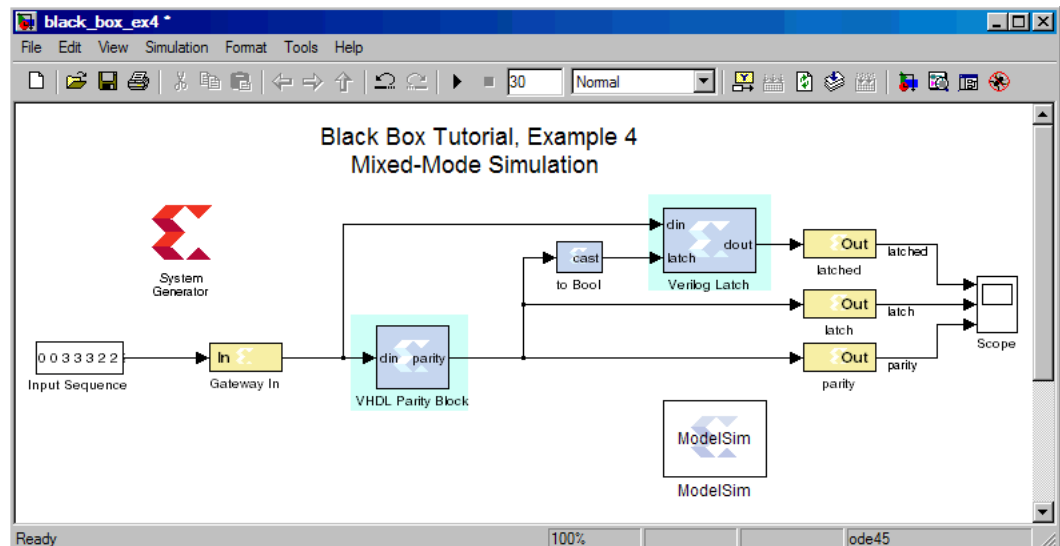 black_box_ex4 *
File Edit View Simulation Format Tools Help
30 Normal
Black Box Tutorial, Example 4
Mixed-Mode Simulation
System
Generator
din
latch
dout
Verilog Latch
cast
to Bool
Out
latched
latched
Out
latch
latch
Out
parity
parity
Scope
0 0 3 3 3 2 2
Input Sequence
In
Gateway In
din parity
VHDL Parity Block
ModelSim
ModelSim
Ready 100% ode45